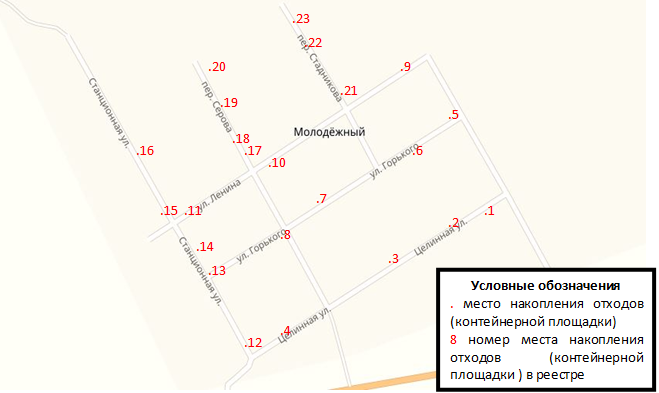 .23
.22
пер. Стадникова
.20
.9
пер. Серова
Станционная ул.
.21
.19
.5
Молодёжный
.18
.16
.17
.6
.10
ул. Горького
.7
ул. Ленина
.15
.11
.1
.2
Целинная ул.
.8
ул. Горького
.14
Станционная ул.
.3
.13
.4
Целинная ул.
.12
Условные обозначения
. место накопления отходов
(контейнерной площадки)
8 номер места накопления
отходов (контейнерной
площадки ) в реестре